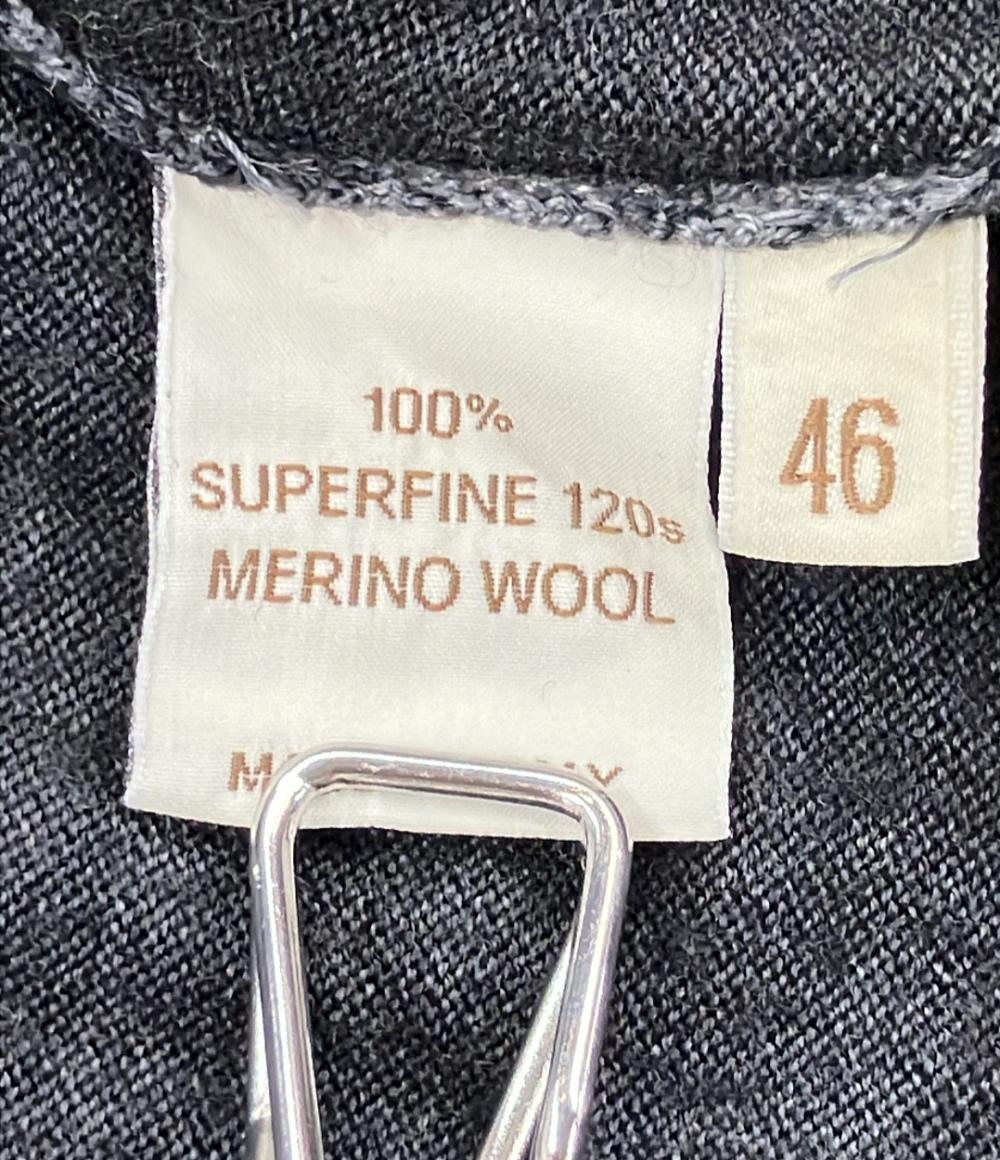 100%
SUPERFINE 120s
MERINO WOOL
46